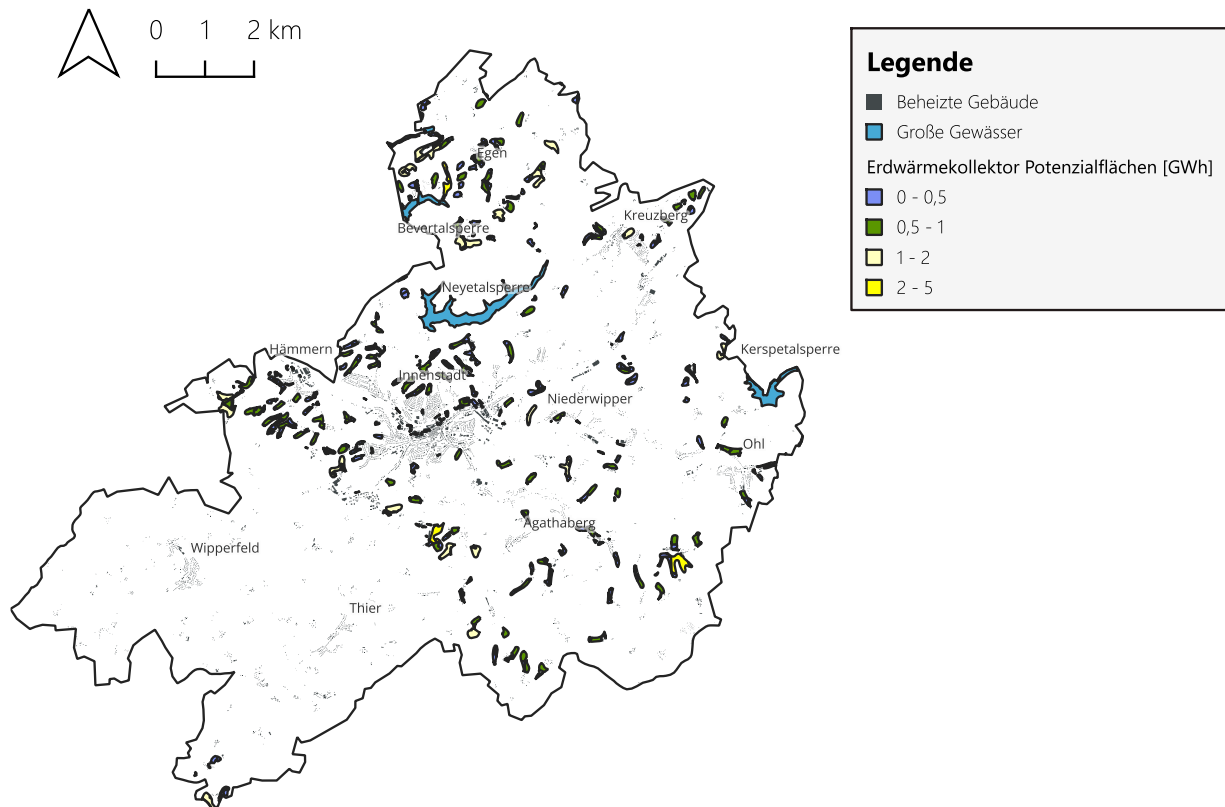 0 1 2 km
Legende
Beheizte Gebäude
Große Gewässer
Erdwärmekollektor Potenzialflächen [GWh]
0 - 0,5
0,5 - 1
1 - 2
2 - 5
Egen
Kreuzberg
Bevertalsperre
Neyetalsperre
Hämmern
Kerspetalsperre
Innenstadt
Niederwipper
Ohl
Agathaberg
Wipperfeld
Thier